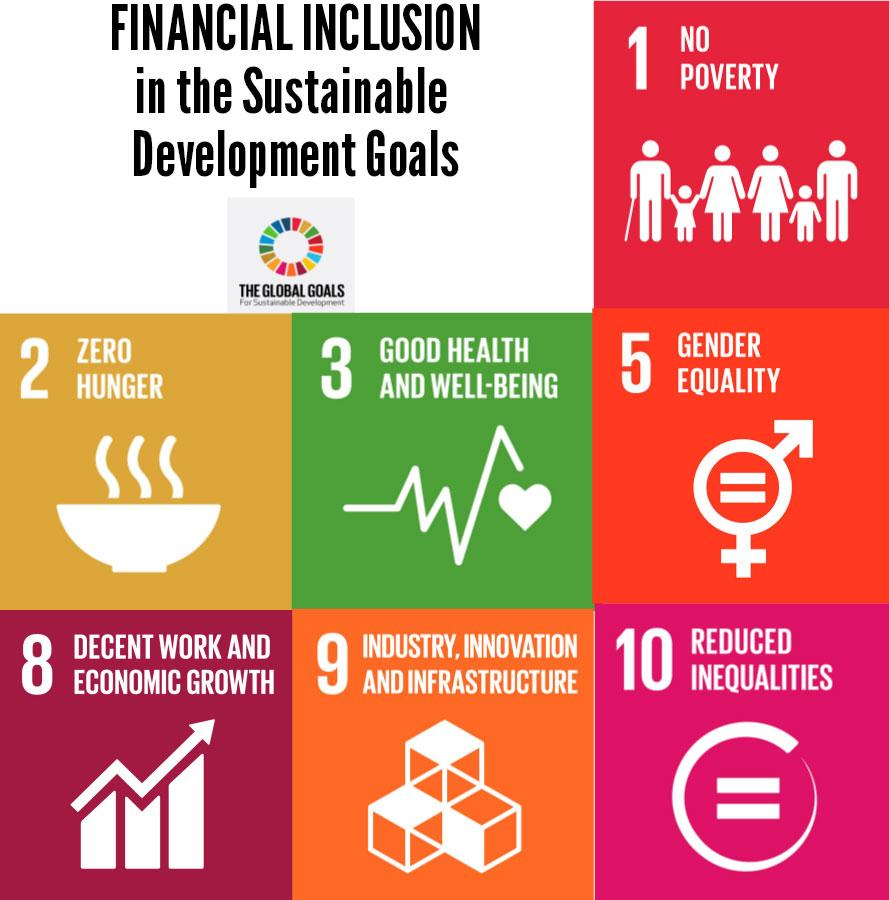 FINANCIAL INCLUSION
in the Sustainable
Development Goals
THE GLOBAL GOALS
For Sustainable Development
1 NO
POVERTY
2 ZERO
HUNGER
3 GOOD HEALTH
AND WELL-BEING
5 GENDER
EQUALITY
8 DECENT WORK AND
ECONOMIC GROWTH
9 INDUSTRY, INNOVATION
AND INFRASTRUCTURE
10 REDUCED
INEQUALITIES